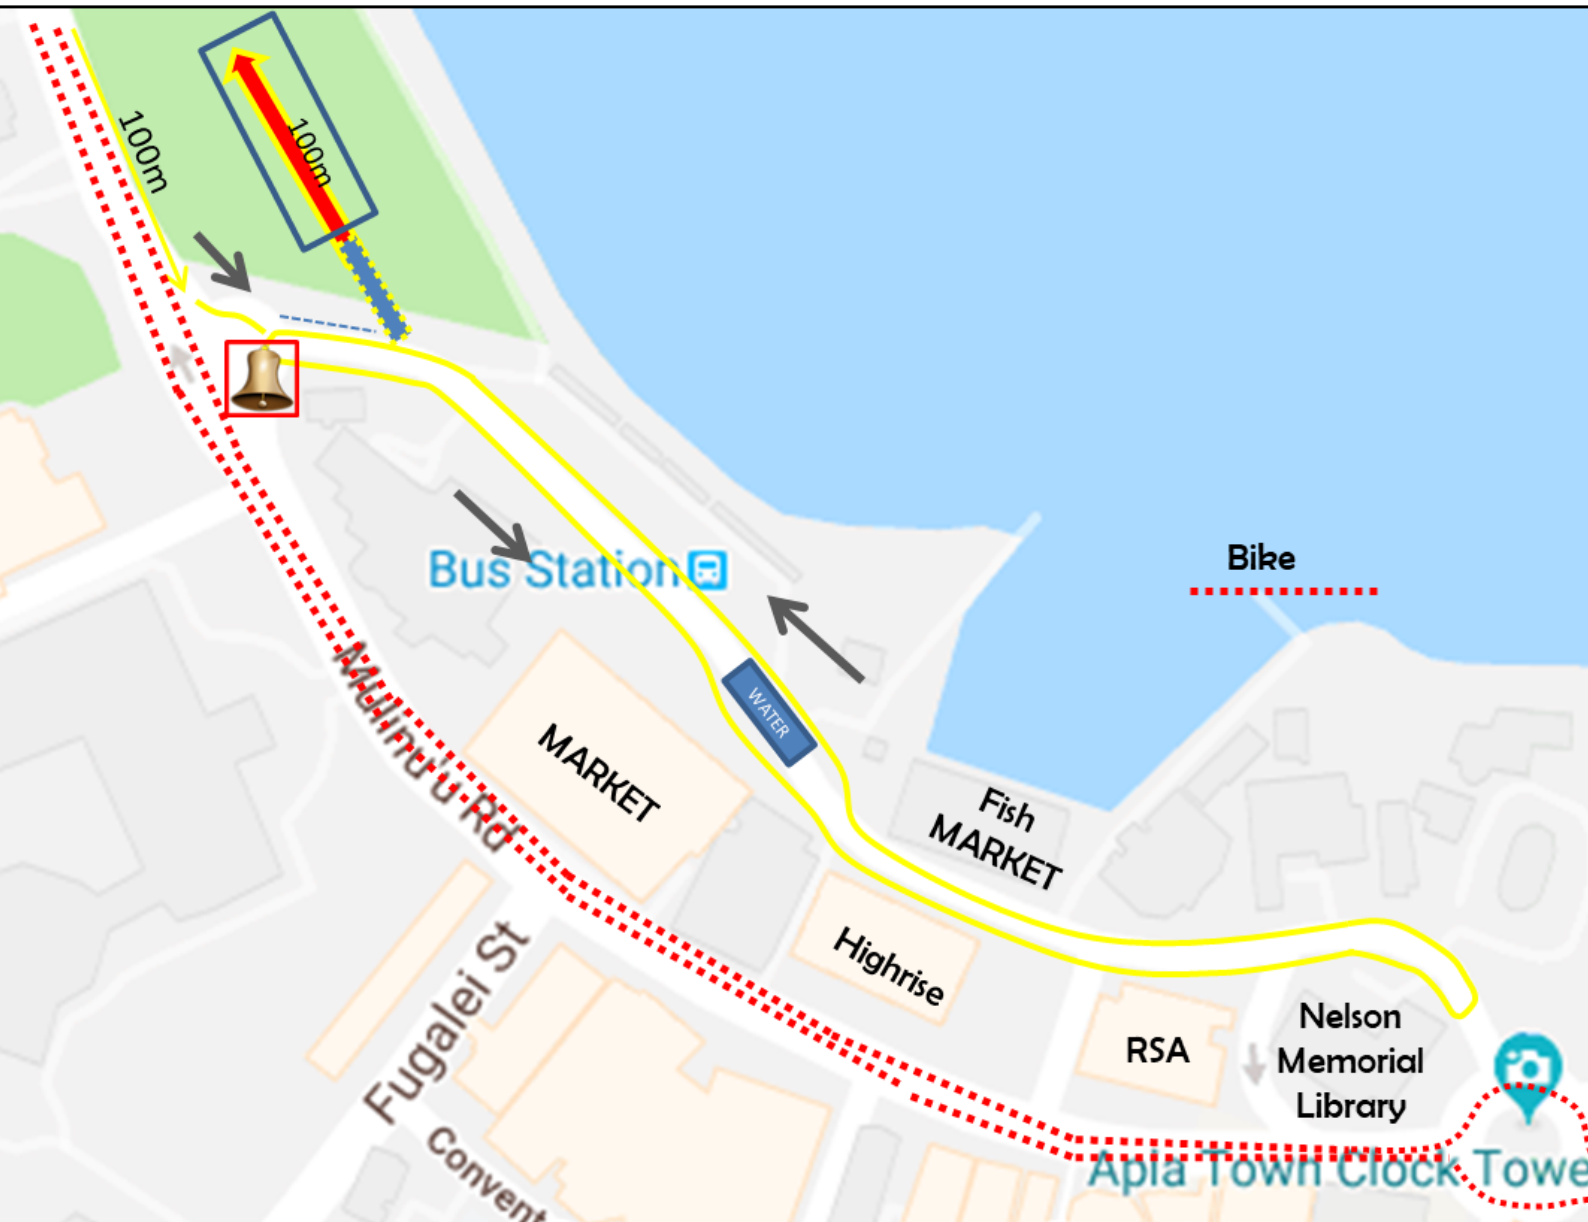 100m
100m
Bus Station
Bike
WATER
Mulinu'u Rd
MARKET
Fish
MARKET
Highrise
Fugalei St
RSA
Nelson
Memorial
Library
Convent
Apia Town Clock Towe